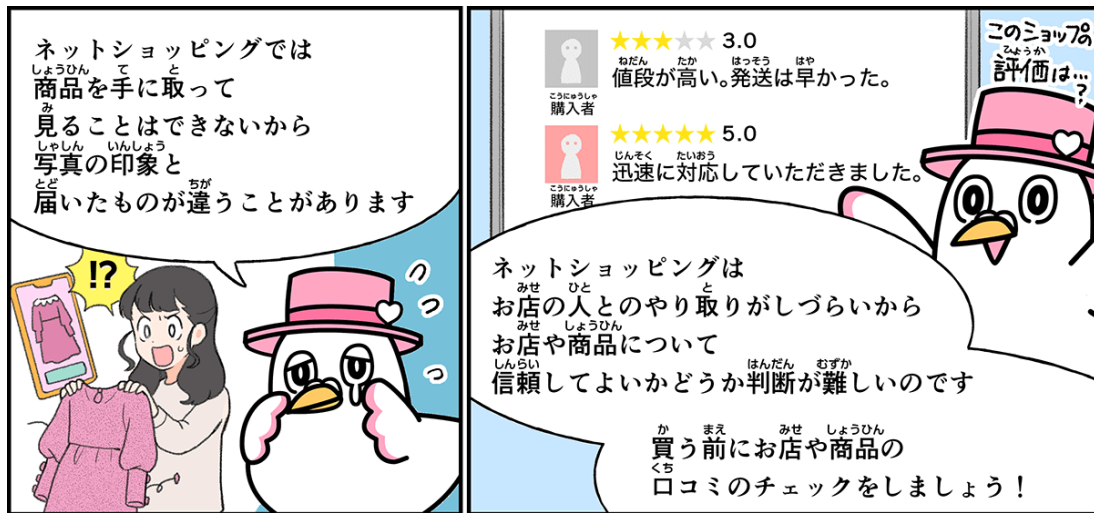 ネットショッピングでは
商品を手に取って
見ることはできないから
写真の印象と
届いたものが違うことがあります
!?
3.0
値段が高い。発送は早かった。
購入者
5.0
迅速に対応していただきました。
購入者
このショップの
評価は…?
ネットショッピングは
お店の人とのやり取りがしづらいから
お店や商品について
信頼してよいかどうか判断が難しいのです
買う前にお店や商品の
口コミのチェックをしましょう!